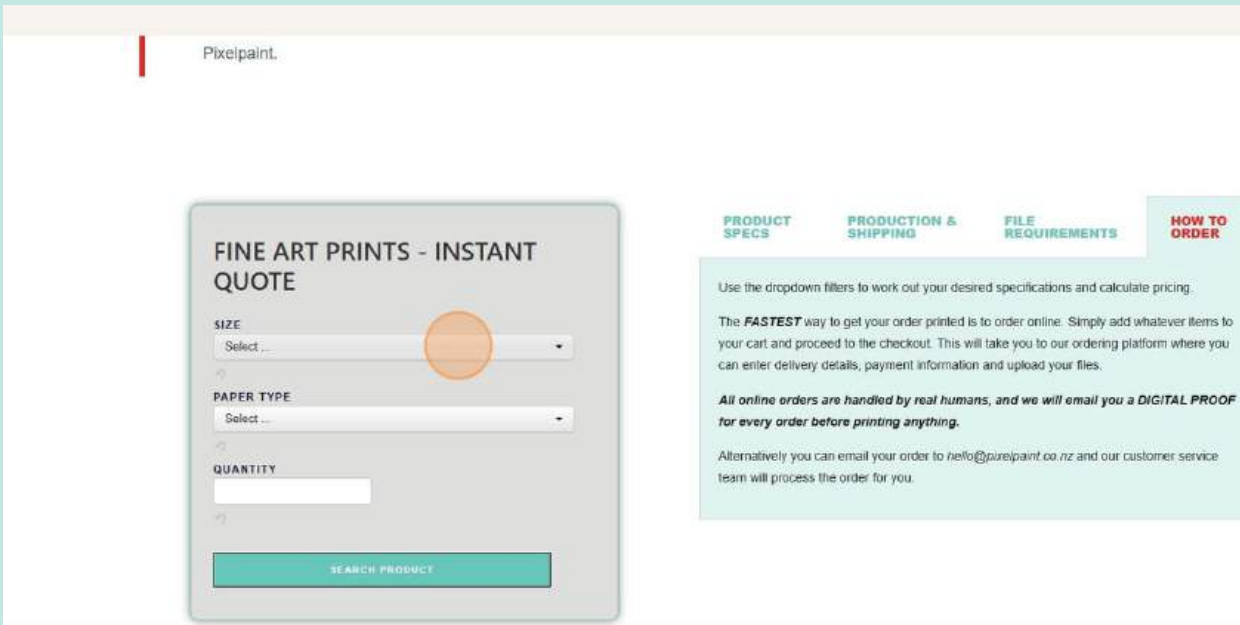 Pixelpaint.
FINE ART PRINTS - INSTANT
QUOTE
SIZE
Select ...
PAPER TYPE
Select ...
QUANTITY
SEARCH PRODUCT
PRODUCT
SPECS
PRODUCTION &
SHIPPING
FILE
REQUIREMENTS
HOW TO
ORDER
Use the dropdown filters to work out your desired specifications and calculate pricing.
The FASTEST way to get your order printed is to order online. Simply add whatever items to
your cart and proceed to the checkout. This will take you to our ordering platform where you
can enter delivery details, payment information and upload your files.
All online orders are handled by real humans, and we will email you a DIGITAL PROOF
for every order before printing anything.
Alternatively you can email your order to hello@pixelpaint.co.nz and our customer service
team will process the order for you.